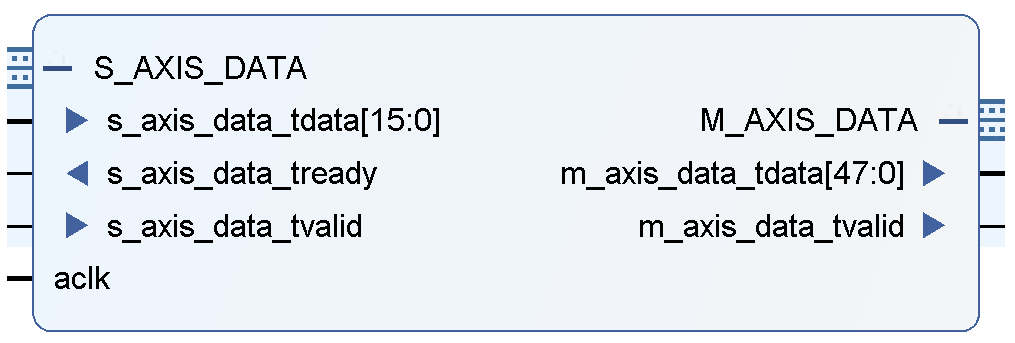 S_AXIS_DATA
s_axis_data_tdata[15:0]
s_axis_data_tready
s_axis_data_tvalid
aclk
M_AXIS_DATA
m_axis_data_tdata[47:0]
m_axis_data_tvalid